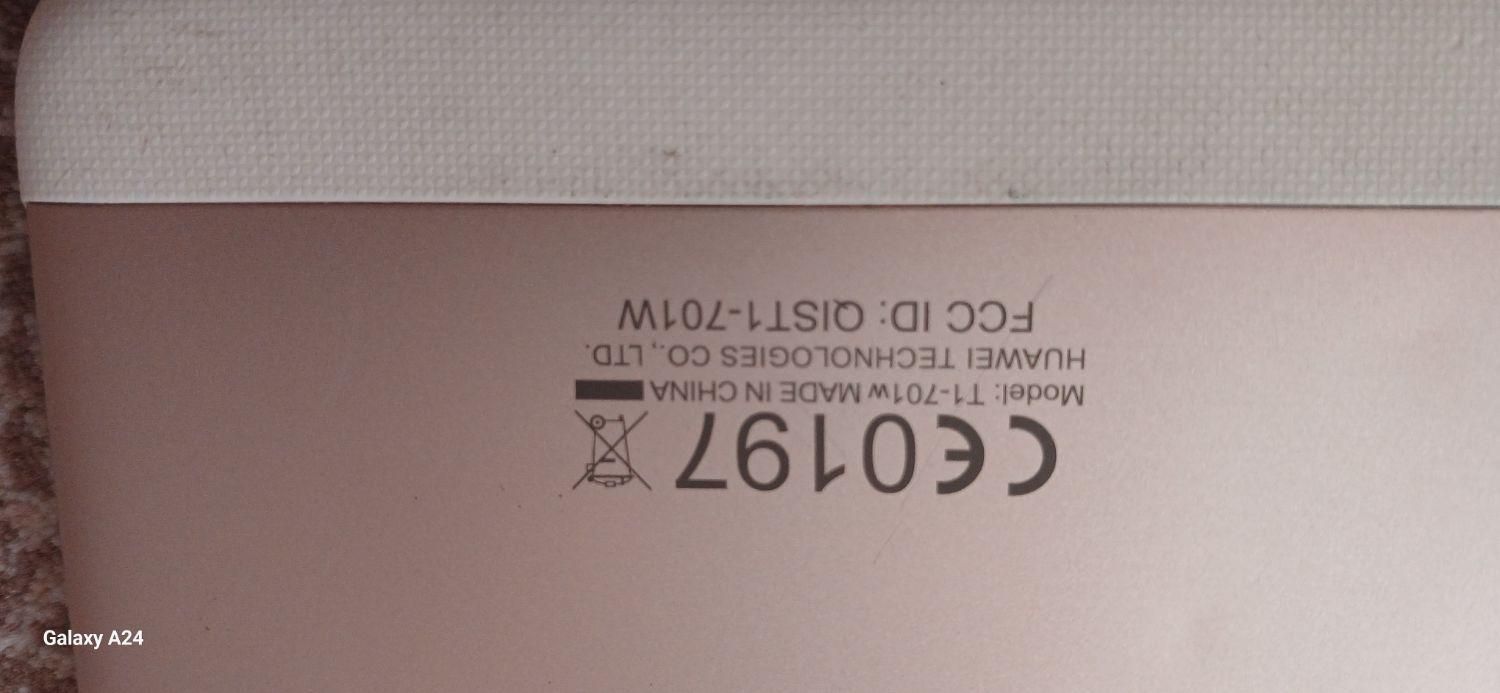 CE0197
Model: T1-701w MADE IN CHINA
HUAWEI TECHNOLOGIES CO., LTD.
FCC ID: QIST1-701W
Galaxy A24